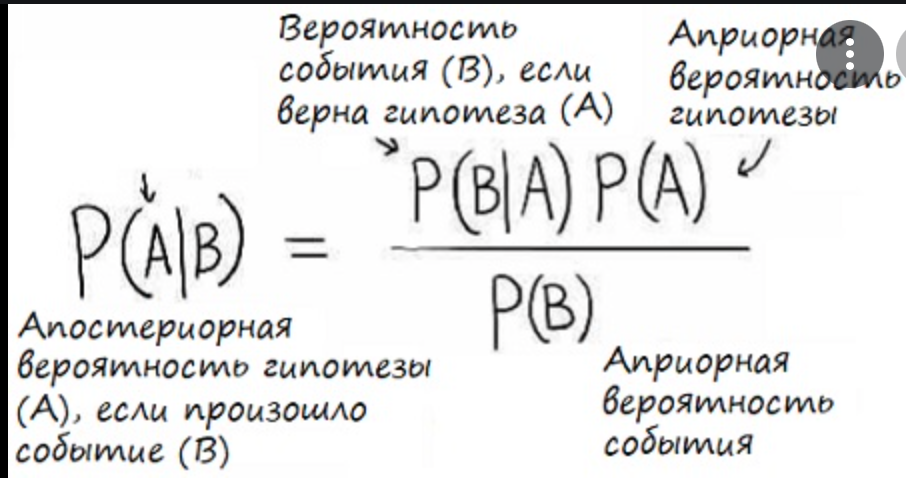 Вероятность
события (В), если
верна гипотеза (А)
Априорная
вероятность
гипотезы
P(A|B) = P(B|A) P(A)
P(B)
Апостериорная
вероятность гипотезы
(А), если произошло
событие (В)
Априорная
вероятность
события